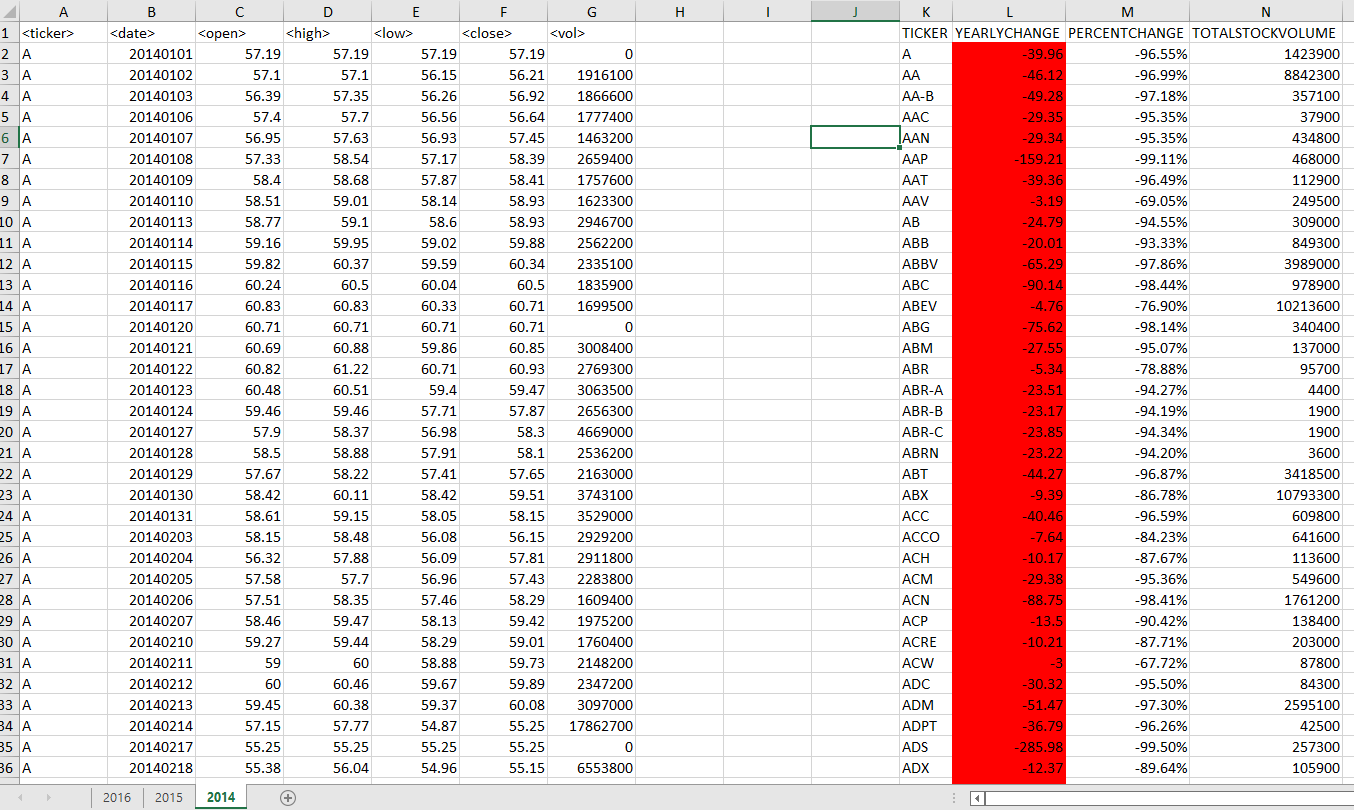 A B C D E F G H I J K L M N
1 <ticker> <date> <open> <high> <low> <close> <vol> TICKER YEARLYCHANGE PERCENTCHANGE TOTALSTOCKVOLUME
2 A 20140101 57.19 57.19 57.19 57.19 0 A -39.96 -96.55% 1423900
3 A 20140102 57.1 57.1 56.15 56.21 1916100 AA -46.12 -96.99% 8842300
4 A 20140103 56.39 57.35 56.26 56.92 1866600 AA-B -49.28 -97.18% 357100
5 A 20140106 57.4 57.7 56.56 56.64 1777400 AAC -29.35 -95.35% 37900
6 A 20140107 56.95 57.63 56.93 57.45 1463200 AAN -29.34 -95.35% 434800
7 A 20140108 57.33 58.54 57.17 58.39 2659400 AAP -159.21 -99.11% 468000
8 A 20140109 58.4 58.68 57.87 58.41 1757600 AAT -39.36 -96.49% 112900
9 A 20140110 58.51 59.01 58.14 58.93 1623300 AAV -3.19 -69.05% 249500
10 A 20140113 58.77 59.1 58.6 58.93 2946700 AB -24.79 -94.55% 309000
11 A 20140114 59.16 59.95 59.02 59.88 2562200 ABB -20.01 -93.33% 849300
12 A 20140115 59.82 60.37 59.59 60.34 2335100 ABBV -65.29 -97.86% 3989000
13 A 20140116 60.24 60.5 60.04 60.5 1835900 ABC -90.14 -98.44% 978900
14 A 20140117 60.83 60.83 60.33 60.71 1699500 ABEV -4.76 -76.90% 10213600
15 A 20140120 60.71 60.71 60.71 60.71 0 ABG -75.62 -98.14% 340400
16 A 20140121 60.69 60.88 59.86 60.85 3008400 ABM -27.55 -95.07% 137000
17 A 20140122 60.82 61.22 60.71 60.93 2769300 ABR -5.34 -78.88% 95700
18 A 20140123 60.48 60.51 59.4 59.47 3063500 ABR-A -23.51 -94.27% 4400
19 A 20140124 59.46 59.46 57.71 57.87 2656300 ABR-B -23.17 -94.19% 1900
20 A 20140127 57.9 58.37 56.98 58.3 4669000 ABR-C -23.85 -94.34% 1900
21 A 20140128 58.5 58.88 57.91 58.1 2536200 ABRN -23.22 -94.20% 3600
22 A 20140129 57.67 58.22 57.41 57.65 2163000 ABT -44.27 -96.87% 3418500
23 A 20140130 58.42 60.11 58.42 59.51 3743100 ABX -9.39 -86.78% 10793300
24 A 20140131 58.61 59.15 58.05 58.15 3529000 ACC -40.46 -96.59% 609800
25 A 20140203 58.15 58.48 56.08 56.15 2929200 ACCO -7.64 -84.23% 641600
26 A 20140204 56.32 57.88 56.09 57.81 2911800 ACH -10.17 -87.67% 113600
27 A 20140205 57.58 57.7 56.96 57.43 2283800 ACM -29.38 -95.36% 549600
28 A 20140206 57.51 58.35 57.46 58.29 1609400 ACN -88.75 -98.41% 1761200
29 A 20140207 58.46 59.47 58.13 59.42 1975200 ACP -13.5 -90.42% 138400
30 A 20140210 59.27 59.44 58.29 59.01 1760400 ACRE -10.21 -87.71% 203000
31 A 20140211 59 60 58.88 59.73 2148200 ACW -3 -67.72% 87800
32 A 20140212 60 60.46 59.67 59.89 2347200 ADC -30.32 -95.50% 84300
33 A 20140213 59.45 60.38 59.37 60.08 3097000 ADM -51.47 -97.30% 2595100
34 A 20140214 57.15 57.77 54.87 55.25 17862700 ADPT -36.79 -96.26% 42500
35 A 20140217 55.25 55.25 55.25 55.25 0 ADS -285.98 -99.50% 257300
36 A 20140218 55.38 56.04 54.96 55.15 6553800 ADX -12.37 -89.64% 105900
2016 2015 2014